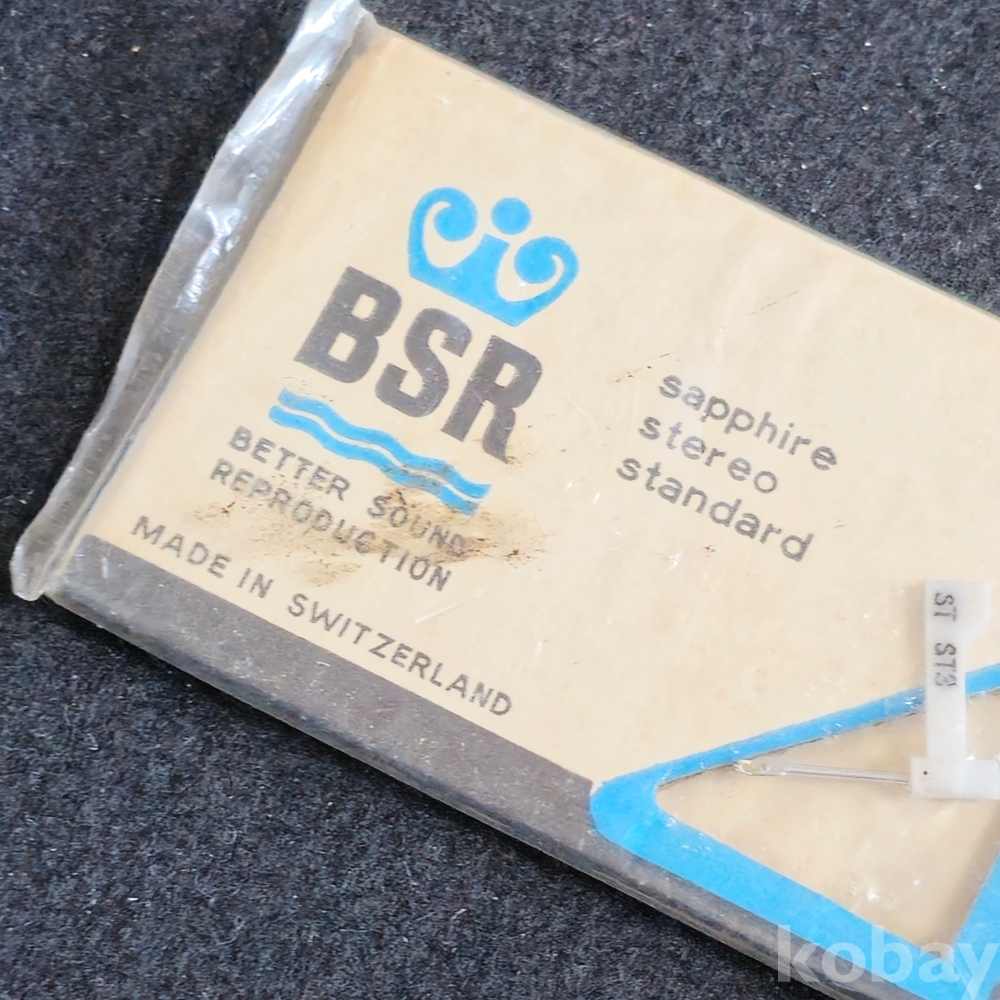 BSR
BETTER SOUND
REPRODUCTION
MADE IN SWITZERLAND
sapphire
stereo
standard
ST ST3
kobay